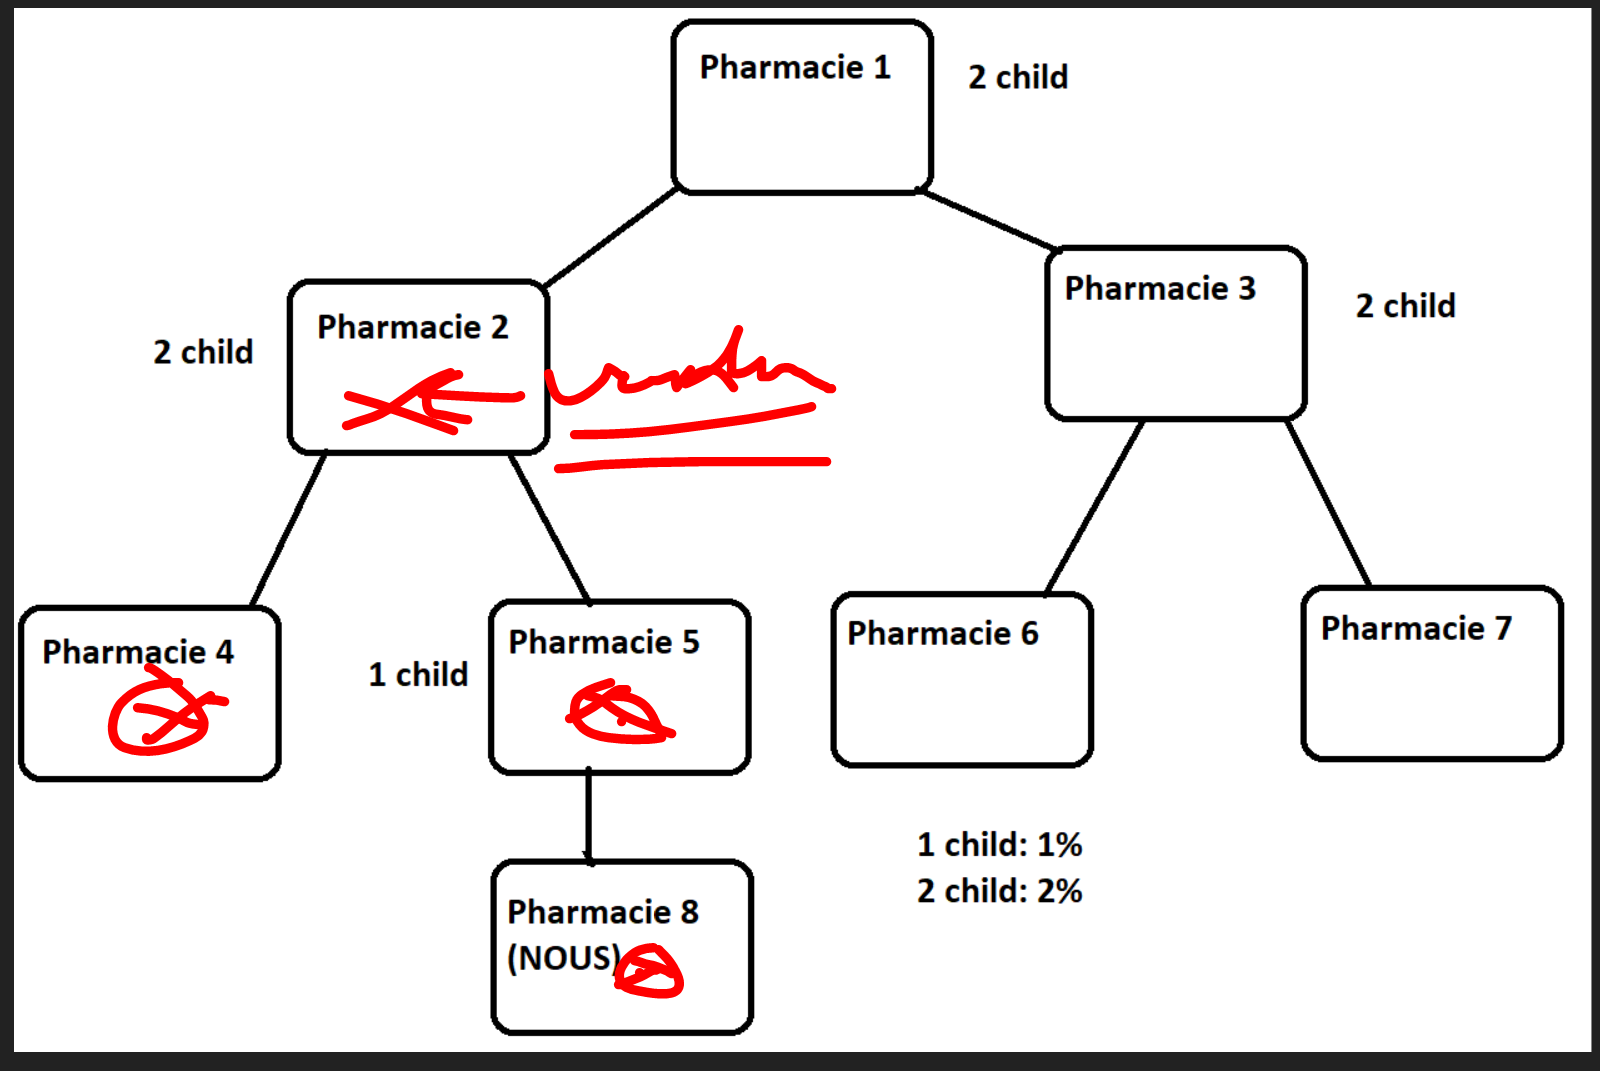 Pharmacie 1
2 child
Pharmacie 3
2 child
Pharmacie 2
2 child
Pharmacie 4
1 child
Pharmacie 5
Pharmacie 6
Pharmacie 7
1 child: 1%
2 child: 2%
Pharmacie 8
(NOUS)